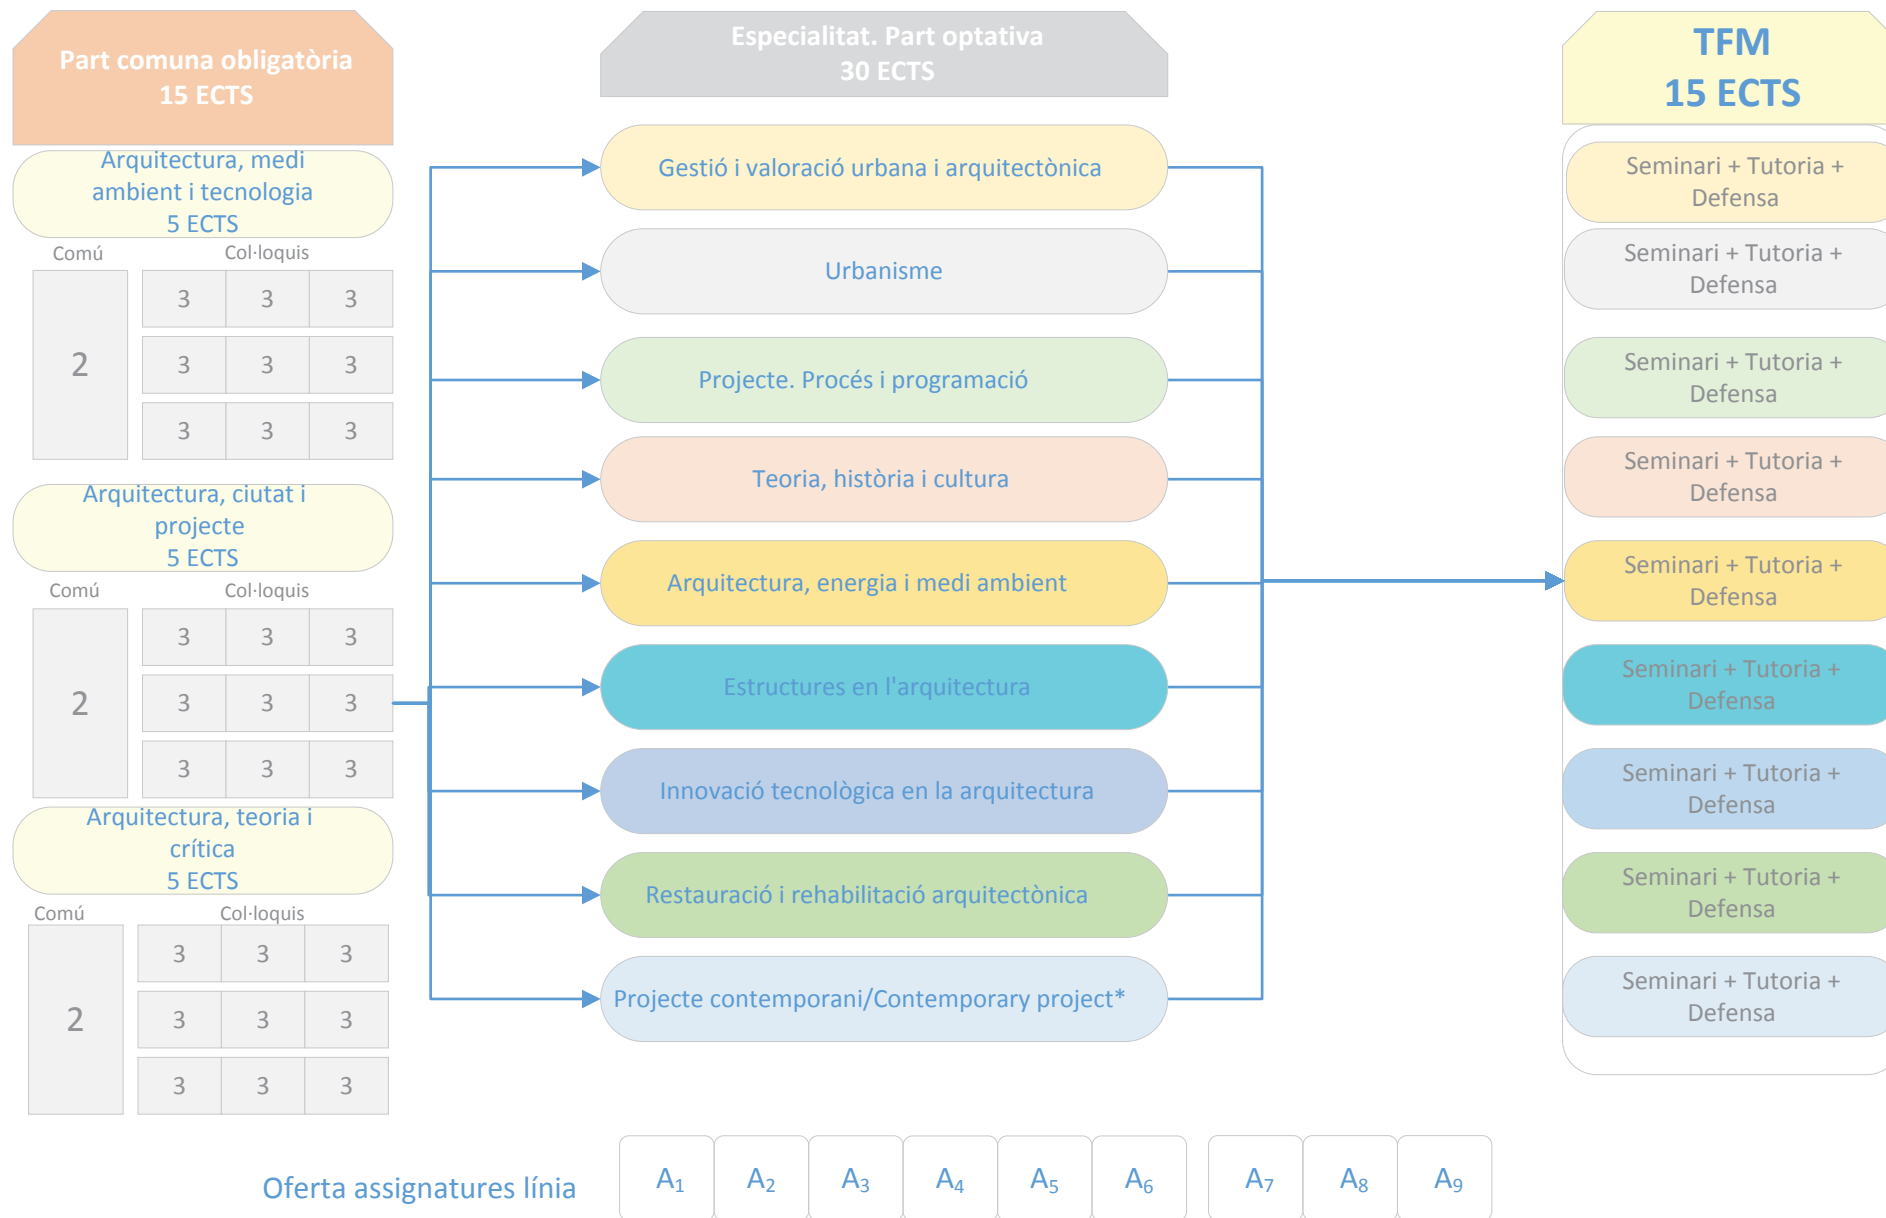 Part comuna obligatòria
15 ECTS
Arquitectura, medi
ambient i tecnologia
5 ECTS
Comú
Col·loquis
2
3 3 3
3 3 3
3 3 3
Arquitectura, ciutat i
projecte
5 ECTS
Comú
Col·loquis
2
3 3 3
3 3 3
3 3 3
Arquitectura, teoria i
crítica
5 ECTS
Comú
Col·loquis
2
3 3 3
3 3 3
3 3 3
Especialitat. Part optativa
30 ECTS
Gestió i valoració urbana i arquitectònica
Urbanisme
Projecte. Procés i programació
Teoria, història i cultura
Arquitectura, energia i medi ambient
Estructures en l'arquitectura
Innovació tecnològica en la arquitectura
Restauració i rehabilitació arquitectònica
Projecte contemporani/Contemporary project*
TFM
15 ECTS
Seminari + Tutoria +
Defensa
Seminari + Tutoria +
Defensa
Seminari + Tutoria +
Defensa
Seminari + Tutoria +
Defensa
Seminari + Tutoria +
Defensa
Seminari + Tutoria +
Defensa
Seminari + Tutoria +
Defensa
Seminari + Tutoria +
Defensa
Seminari + Tutoria +
Defensa
Oferta assignatures línia
A₁ A₂ A₃ A₄ A₅ A₆ A₇ A₈ A₉